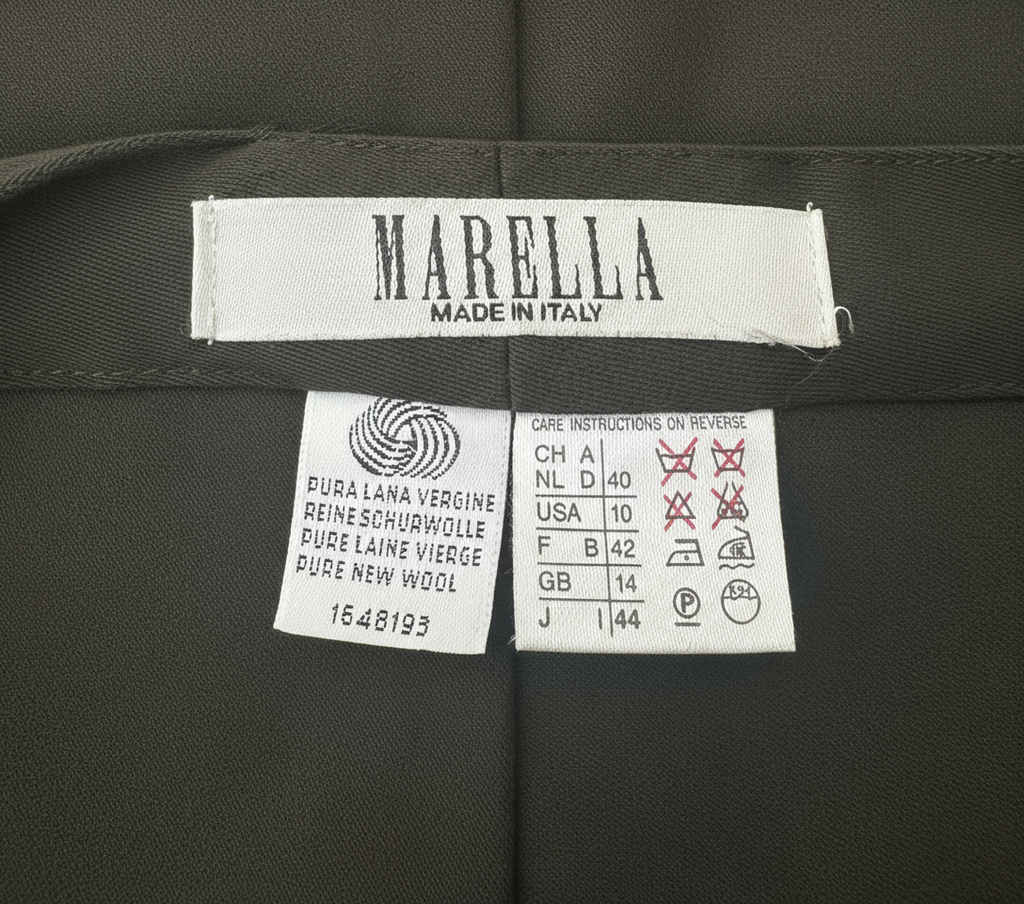 MARELLA
MADE IN ITALY
PURA LANA VERGINE
REINE SCHURWOLLE
PURE LAINE VIERGE
PURE NEW WOOL
1548193
CARE INSTRUCTIONS ON REVERSE
CH A
NL D 40
USA 10
F B 42
GB 14
J I 44
P